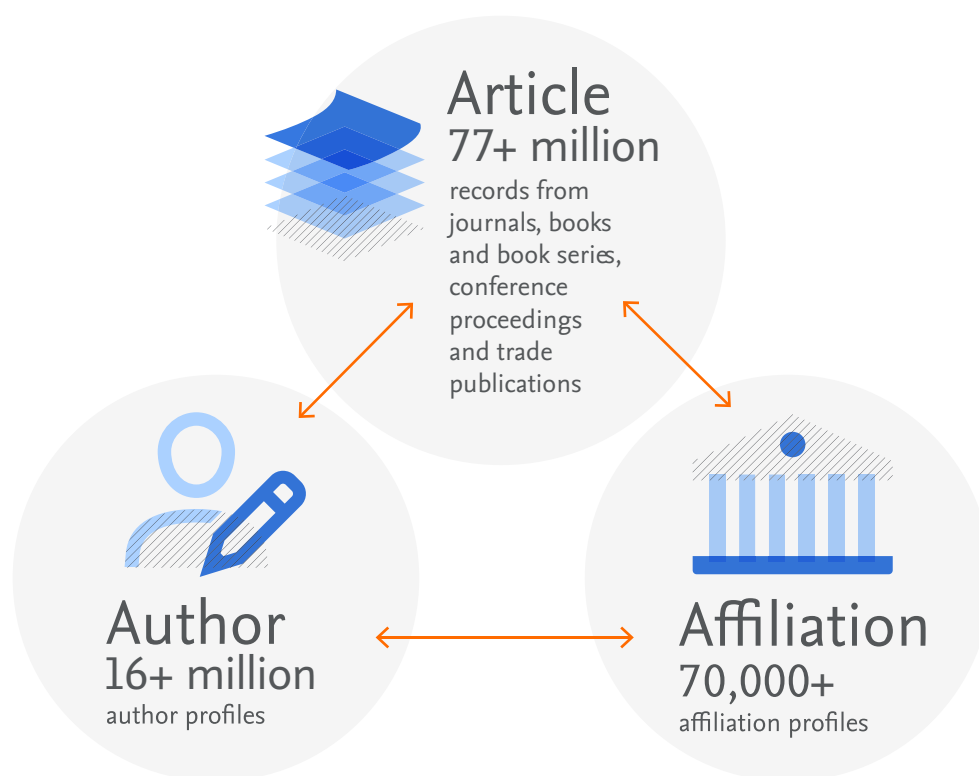 Article
77+ million
records from
journals, books
and book series,
conference
proceedings
and trade
publications
Author
16+ million
author profiles
Affiliation
70,000+
affiliation profiles